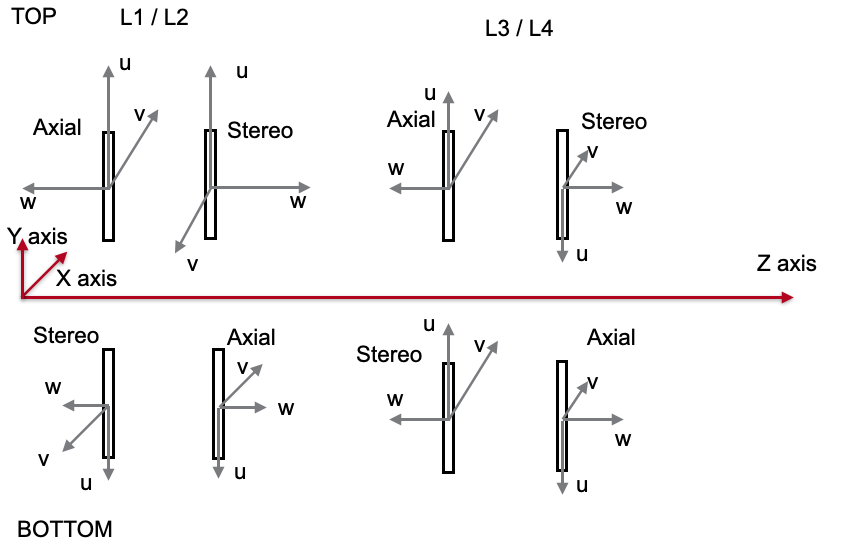 TOP
L1 / L2
L3 / L4
u
u
u
v
v
Axial
Stereo
Axial
Stereo
v
w
w
w
w
v
u
Y axis
X axis
Z axis
Stereo
Axial
u
Axial
v
v
Stereo
v
w
w
w
w
v
u
u
u
BOTTOM